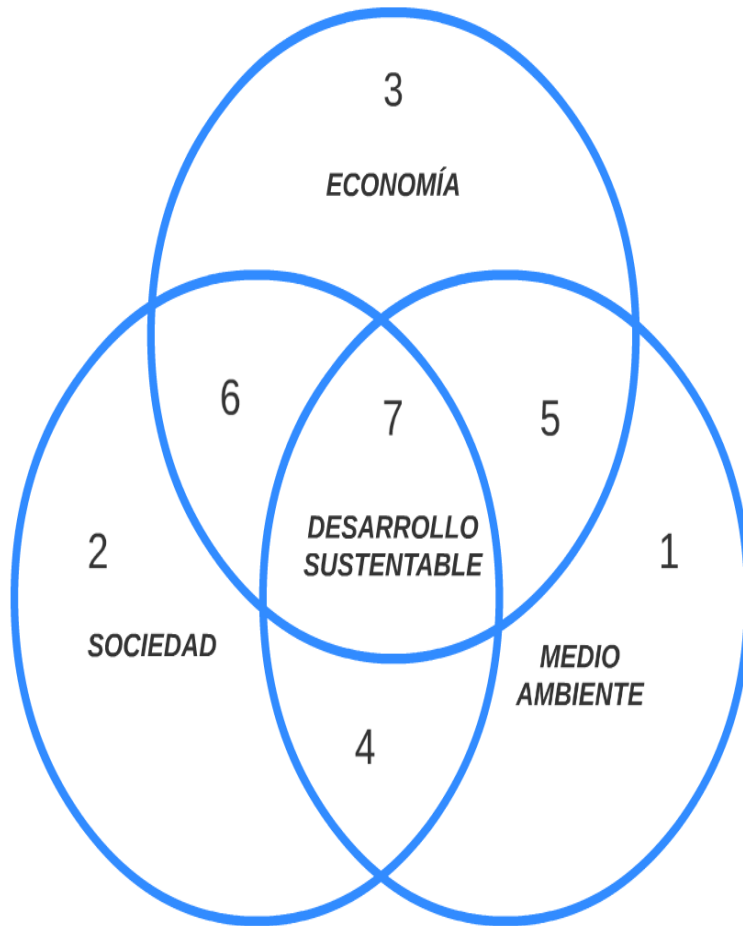 3
ECONOMÍA
6
7
5
DESARROLLO
SUSTENTABLE
2
1
SOCIEDAD
MEDIO
AMBIENTE
4